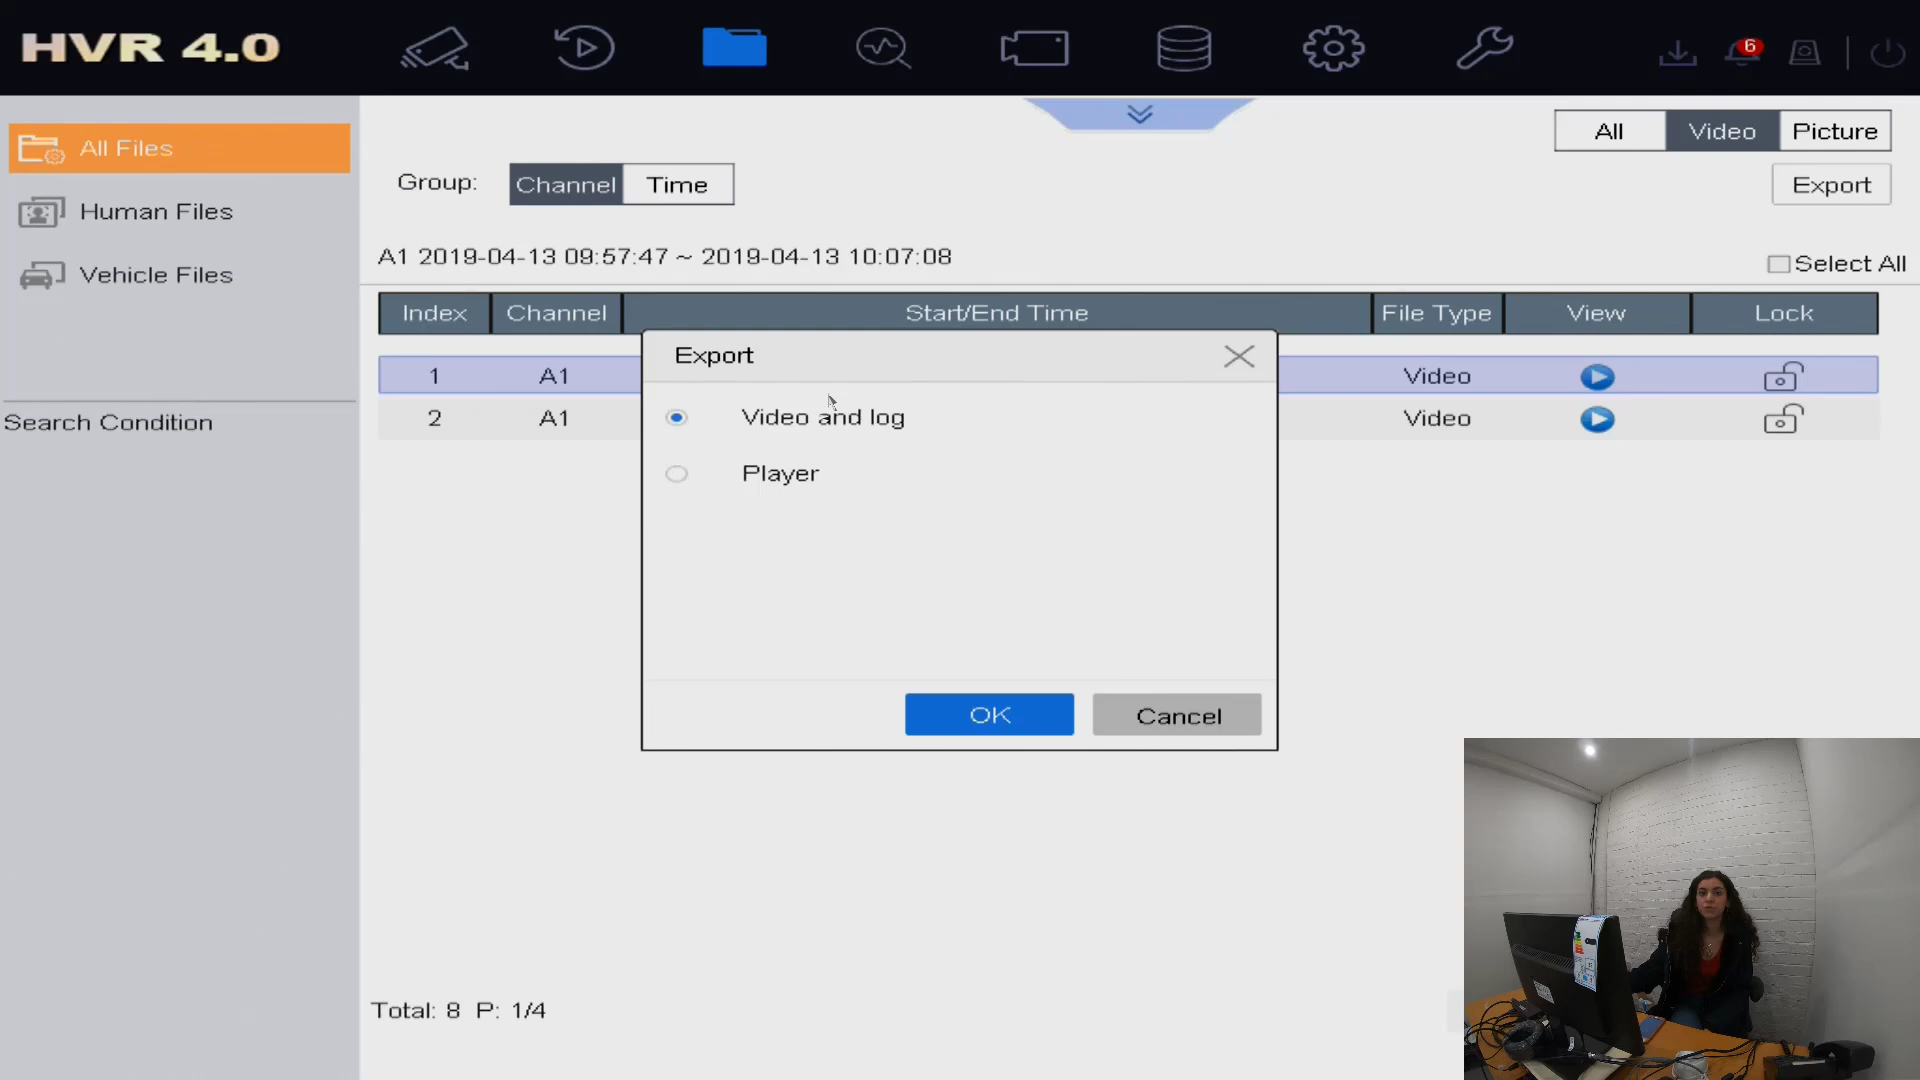 HVR 4.0
6
All Files
Human Files
Vehicle Files
Search Condition
All Video Picture
Group: Channel Time
Export
A1 2019-04-13 09:57:47 ~ 2019-04-13 10:07:08
Select All
Index Channel Start/End Time File Type View Lock
1 A1 Video
2 A1 Video
Export
Video and log
Player
OK Cancel
Total: 8 P: 1/4